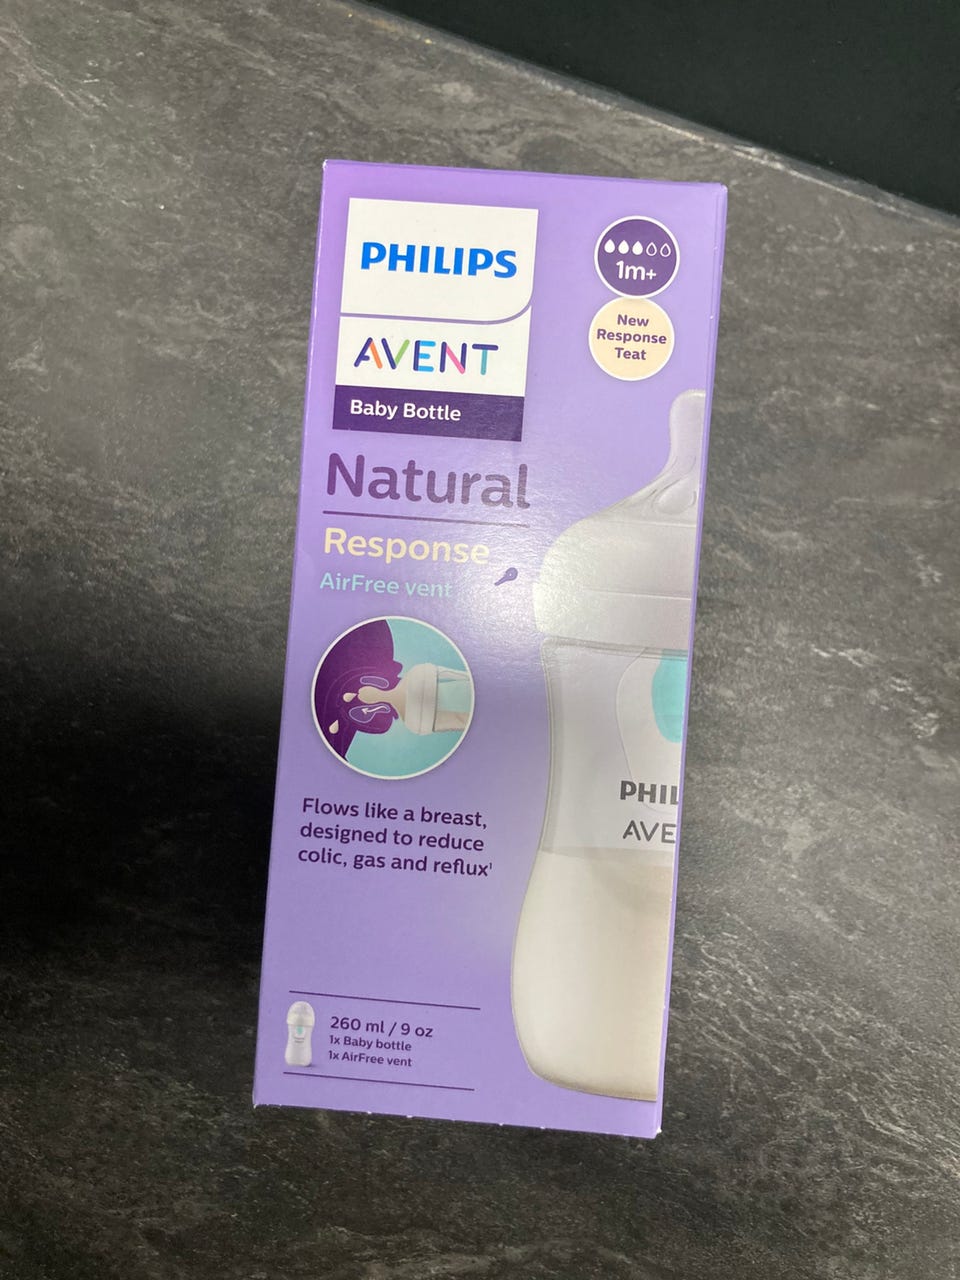 PHILIPS
AVENT
Baby Bottle
1m+
New
Response
Teat
Natural
Response
AirFree vent
Flows like a breast,
designed to reduce
colic, gas and reflux¹
PHIL
AVE
260 ml / 9 oz
1x Baby bottle
1x AirFree vent